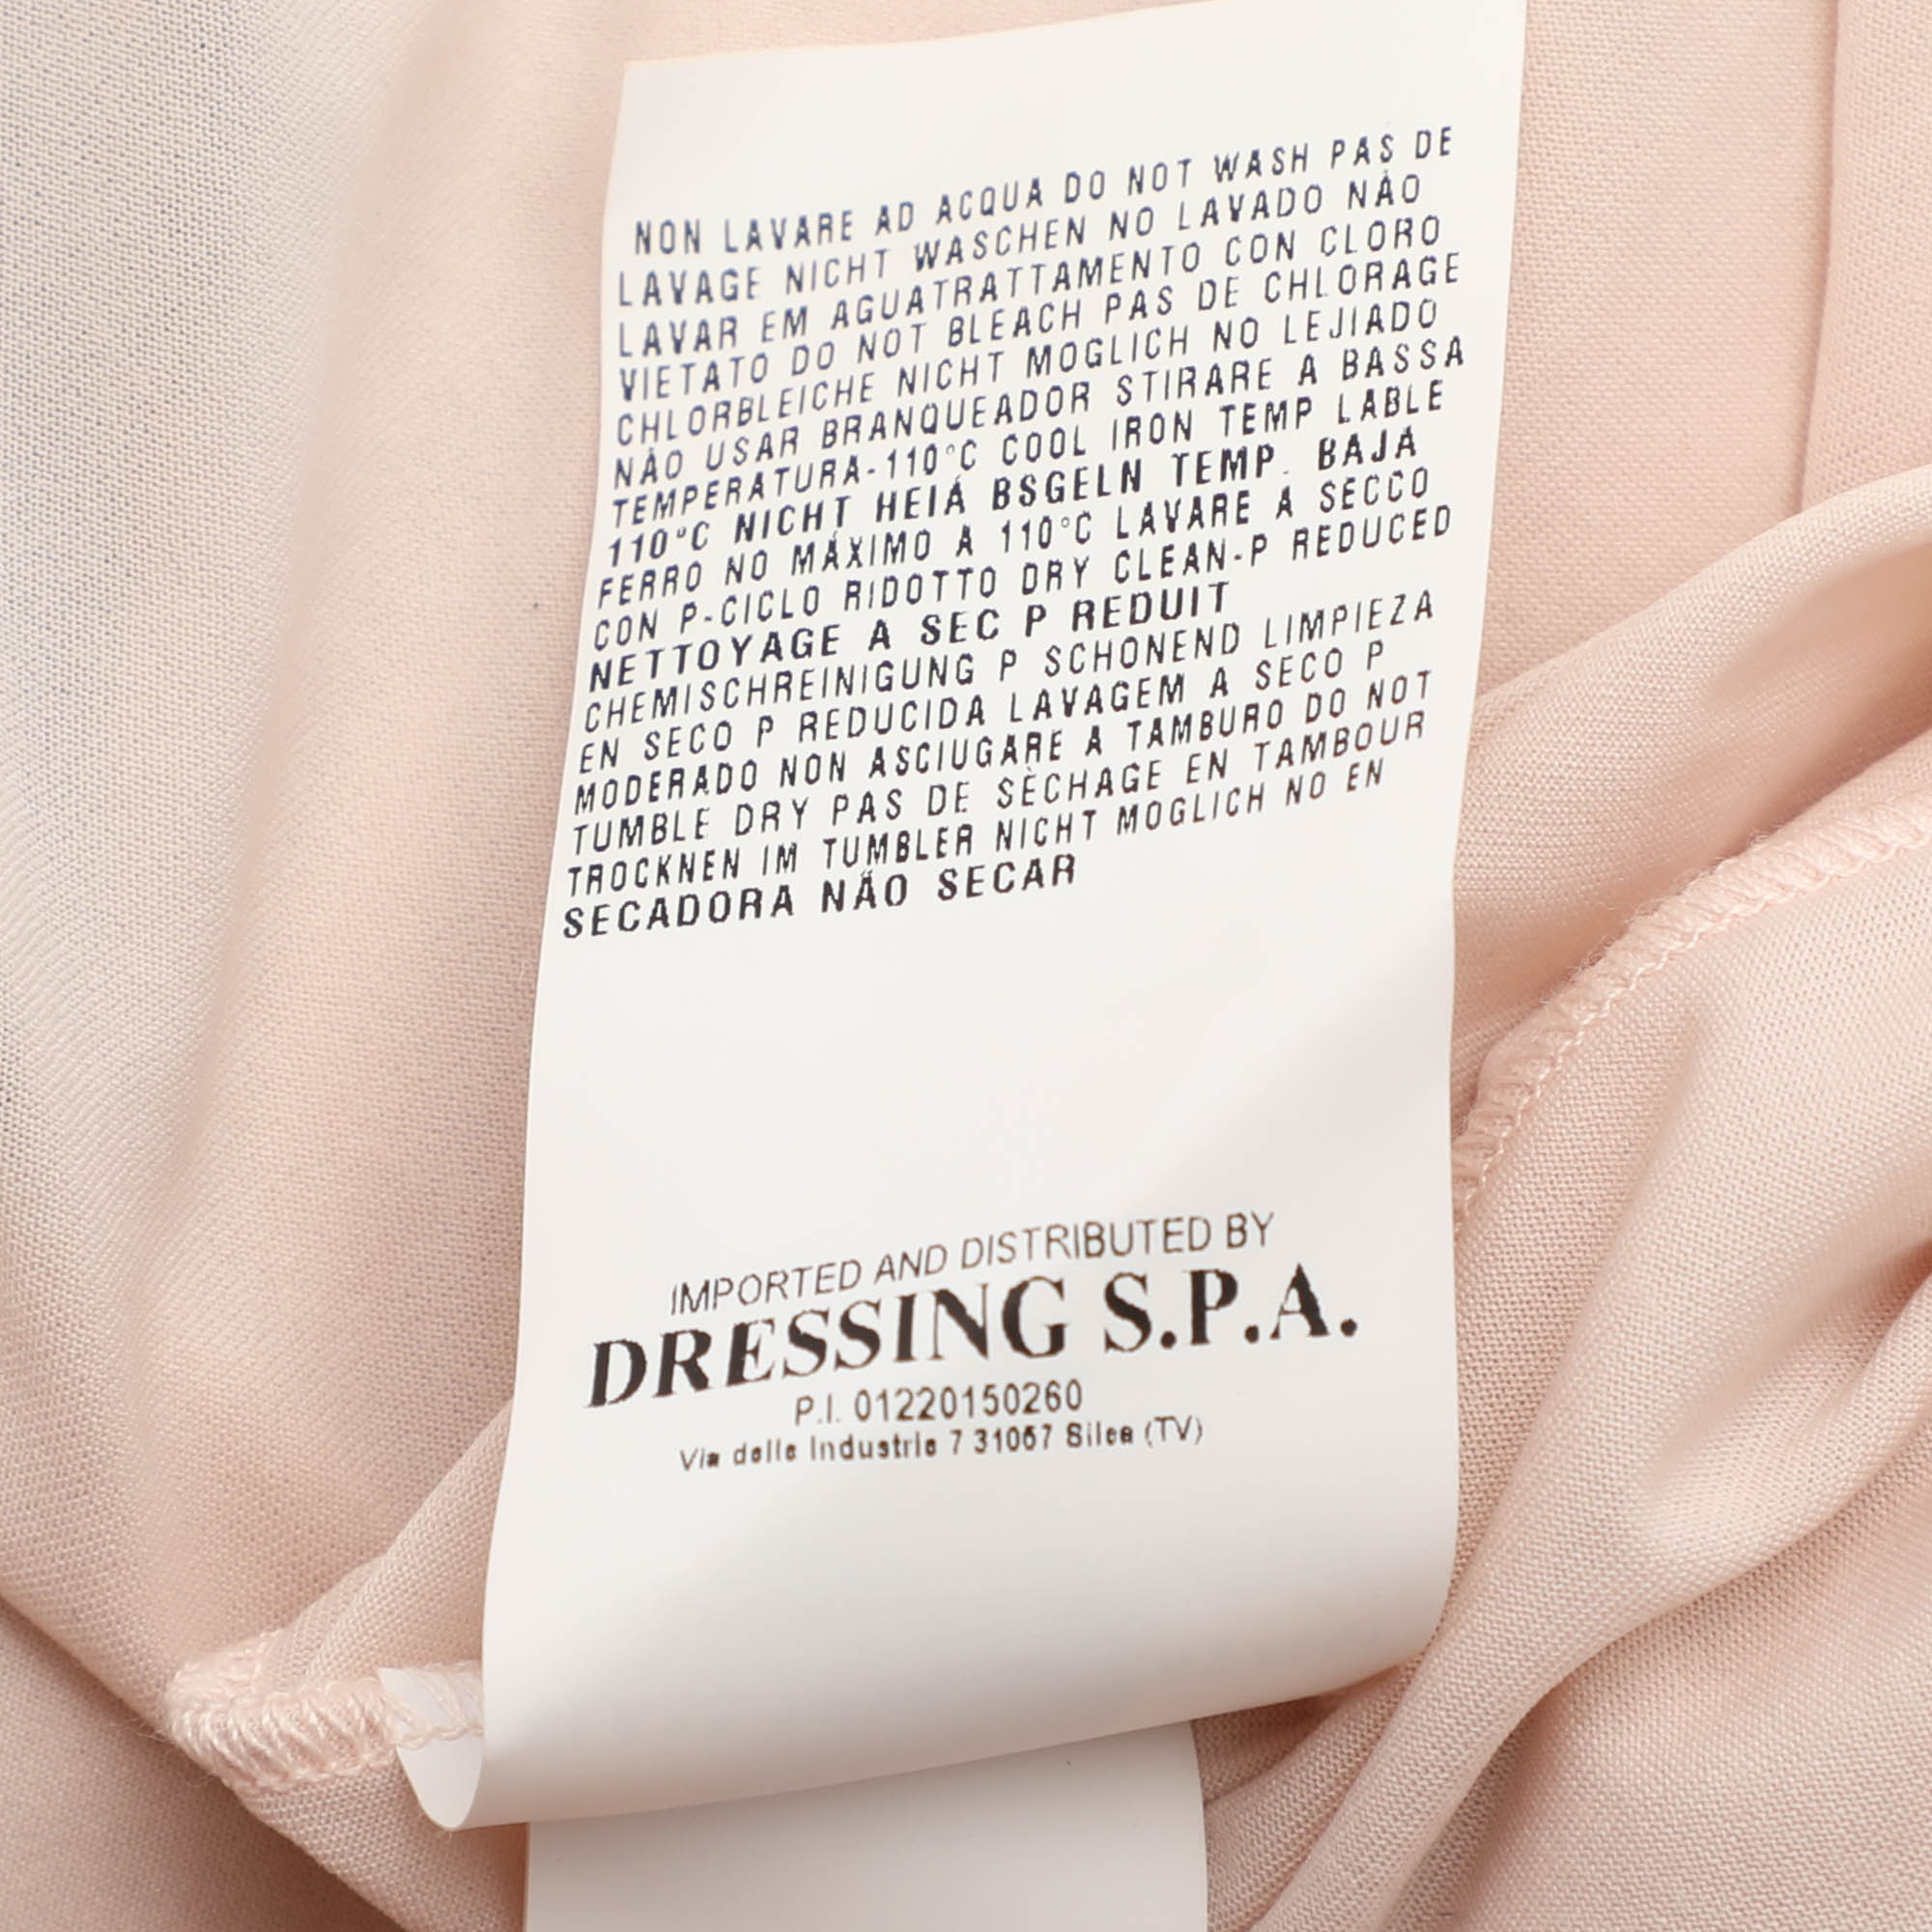 NON LAVARE AD ACQUA DO NOT WASH PAS DE
LAVAGE NICHT WASCHEN NO LAVADO NÃO
LAVAR EM AGUATRATTAMENTO CON CLORO
VIETATO DO NOT BLEACH PAS DE CHLORAGE
CHLORBLEICHE NICHT MOGLICH NO LEJIADO
NÃO USAR BRANQUEADOR STIRARE A BASSA
TEMPERATURA-110°C COOL IRON TEMP LABLE
110°C NICHT HEIÁ BSGELN TEMP. BAJA
FERRO NO MÁXIMO A 110°C LAVARE A SECCO
CON P-CICLO RIDOTTO DRY CLEAN-P REDUCED
NETTOYAGE A SEC P REDUIT
CHEMISCHREINIGUNG P SCHONEND LIMPIEZA
EN SECO P REDUCIDA LAVAGEM A SECO P
MODERADO NON ASCIUGARE A TAMBURO DO NOT
TUMBLE DRY PAS DE SÈCHAGE EN TAMBOUR
TROCKNEN IM TUMBLER NICHT MOGLICH NO EN
SECADORA NÃO SECAR
IMPORTED AND DISTRIBUTED BY
DRESSING S.P.A.
P.I. 01220150260
Via delle Industrie 7 31057 Silea (TV)